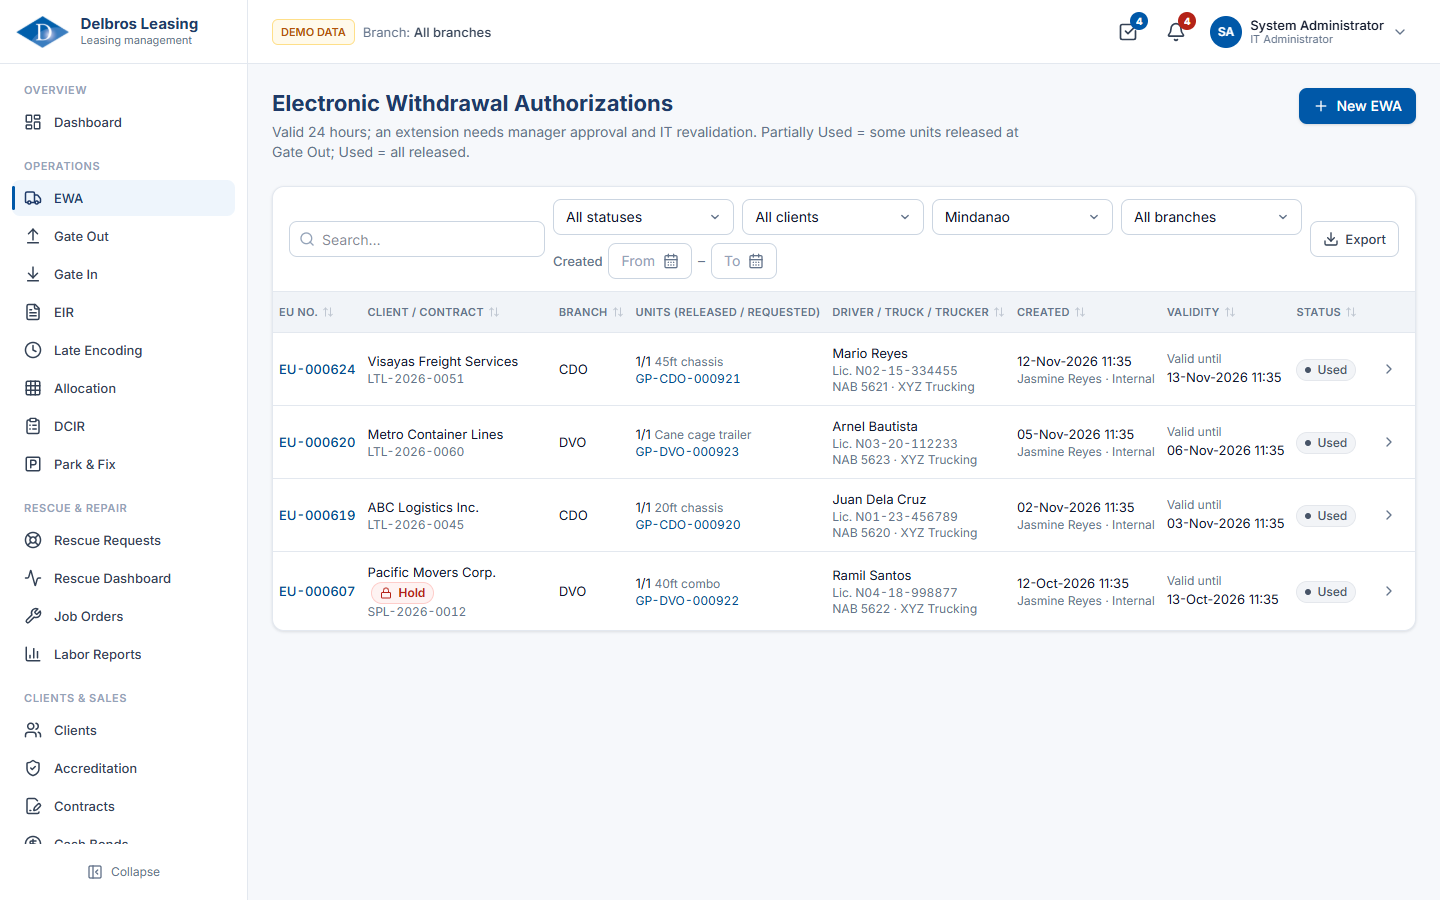 Delbros Leasing
Leasing management
DEMO DATA
Branch: All branches
4
4
SA
System Administrator
IT Administrator
OVERVIEW
Dashboard
OPERATIONS
EWA
Gate Out
Gate In
EIR
Late Encoding
Allocation
DCIR
Park & Fix
RESCUE & REPAIR
Rescue Requests
Rescue Dashboard
Job Orders
Labor Reports
CLIENTS & SALES
Clients
Accreditation
Contracts
Cash Bonds
Collapse
Electronic Withdrawal Authorizations
Valid 24 hours; an extension needs manager approval and IT revalidation. Partially Used = some units released at
Gate Out; Used = all released.
+ New EWA
Search...
All statuses
All clients
Mindanao
All branches
Created From – To
Export
EU NO. CLIENT / CONTRACT BRANCH UNITS (RELEASED / REQUESTED) DRIVER / TRUCK / TRUCKER CREATED VALIDITY STATUS
EU-000624
Visayas Freight Services
LTL-2026-0051
CDO
1/1 45ft chassis
GP-CDO-000921
Mario Reyes
Lic. N02-15-334455
NAB 5621 · XYZ Trucking
12-Nov-2026 11:35
Jasmine Reyes · Internal
Valid until
13-Nov-2026 11:35
Used
EU-000620
Metro Container Lines
LTL-2026-0060
DVO
1/1 Cane cage trailer
GP-DVO-000923
Arnel Bautista
Lic. N03-20-112233
NAB 5623 · XYZ Trucking
05-Nov-2026 11:35
Jasmine Reyes · Internal
Valid until
06-Nov-2026 11:35
Used
EU-000619
ABC Logistics Inc.
LTL-2026-0045
CDO
1/1 20ft chassis
GP-CDO-000920
Juan Dela Cruz
Lic. N01-23-456789
NAB 5620 · XYZ Trucking
02-Nov-2026 11:35
Jasmine Reyes · Internal
Valid until
03-Nov-2026 11:35
Used
EU-000607
Pacific Movers Corp.
Hold
SPL-2026-0012
DVO
1/1 40ft combo
GP-DVO-000922
Ramil Santos
Lic. N04-18-998877
NAB 5622 · XYZ Trucking
12-Oct-2026 11:35
Jasmine Reyes · Internal
Valid until
13-Oct-2026 11:35
Used